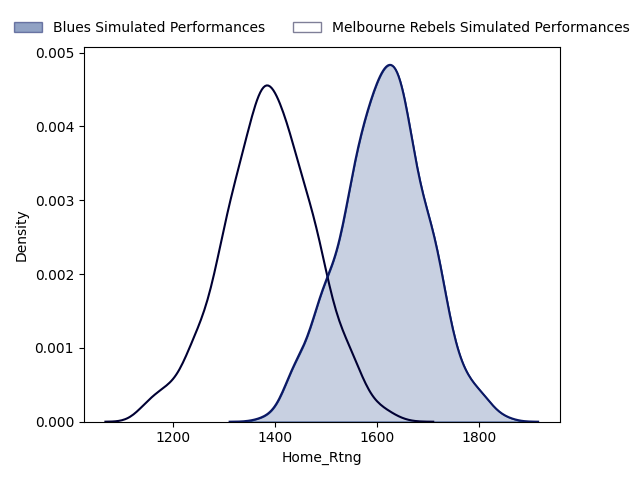 Blues Simulated Performances
Melbourne Rebels Simulated Performances
0.005
0.004
0.003
0.002
0.001
0.000
Density
1200
1400
1600
1800
Home_Rtng